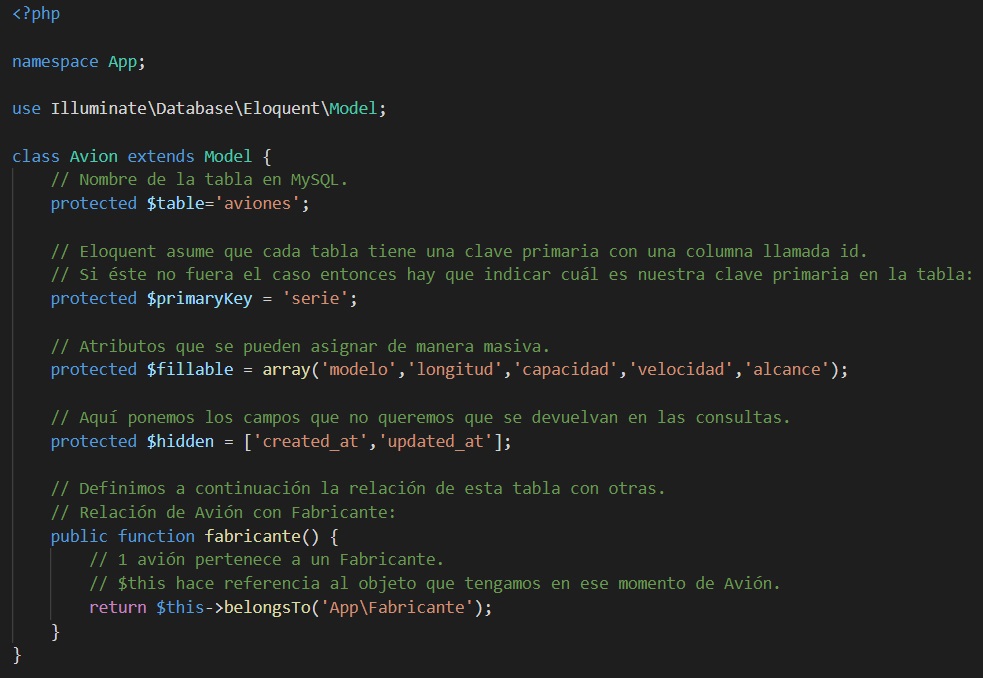 <?php
namespace App;
use Illuminate\Database\Eloquent\Model;
class Avion extends Model {
// Nombre de la tabla en MySQL.
protected $table='aviones';
// Eloquent asume que cada tabla tiene una clave primaria con una columna llamada id.
// Si éste no fuera el caso entonces hay que indicar cuál es nuestra clave primaria en la tabla:
protected $primaryKey = 'serie';
// Atributos que se pueden asignar de manera masiva.
protected $fillable = array('modelo','longitud','capacidad','velocidad','alcance');
// Aquí ponemos los campos que no queremos que se devuelvan en las consultas.
protected $hidden = ['created_at','updated_at'];
// Definimos a continuación la relación de esta tabla con otras.
// Relación de Avión con Fabricante:
public function fabricante() {
// 1 avión pertenece a un Fabricante.
// $this hace referencia al objeto que tengamos en ese momento de Avión.
return $this->belongsTo('App\Fabricante');
}
}